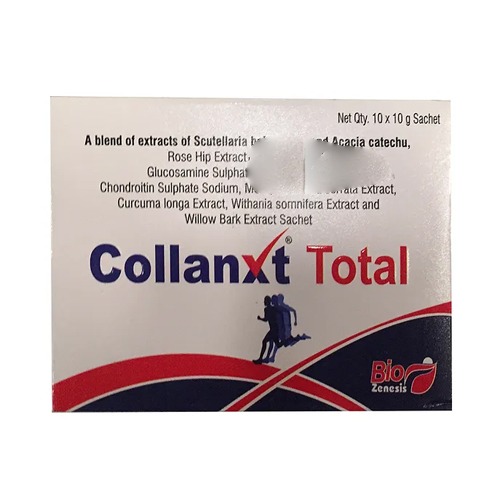 Net Qty. 10 x 10 g Sachet
A blend of extracts of Scutellaria and Acacia catechu,
Rose Hip Extract
Glucosamine Sulphat
Chondroitin Sulphate Sodium, Extract,
Curcuma longa Extract, Withania somnifera Extract and
Willow Bark Extract Sachet
Collanxt® Total
Bio
Zenesis